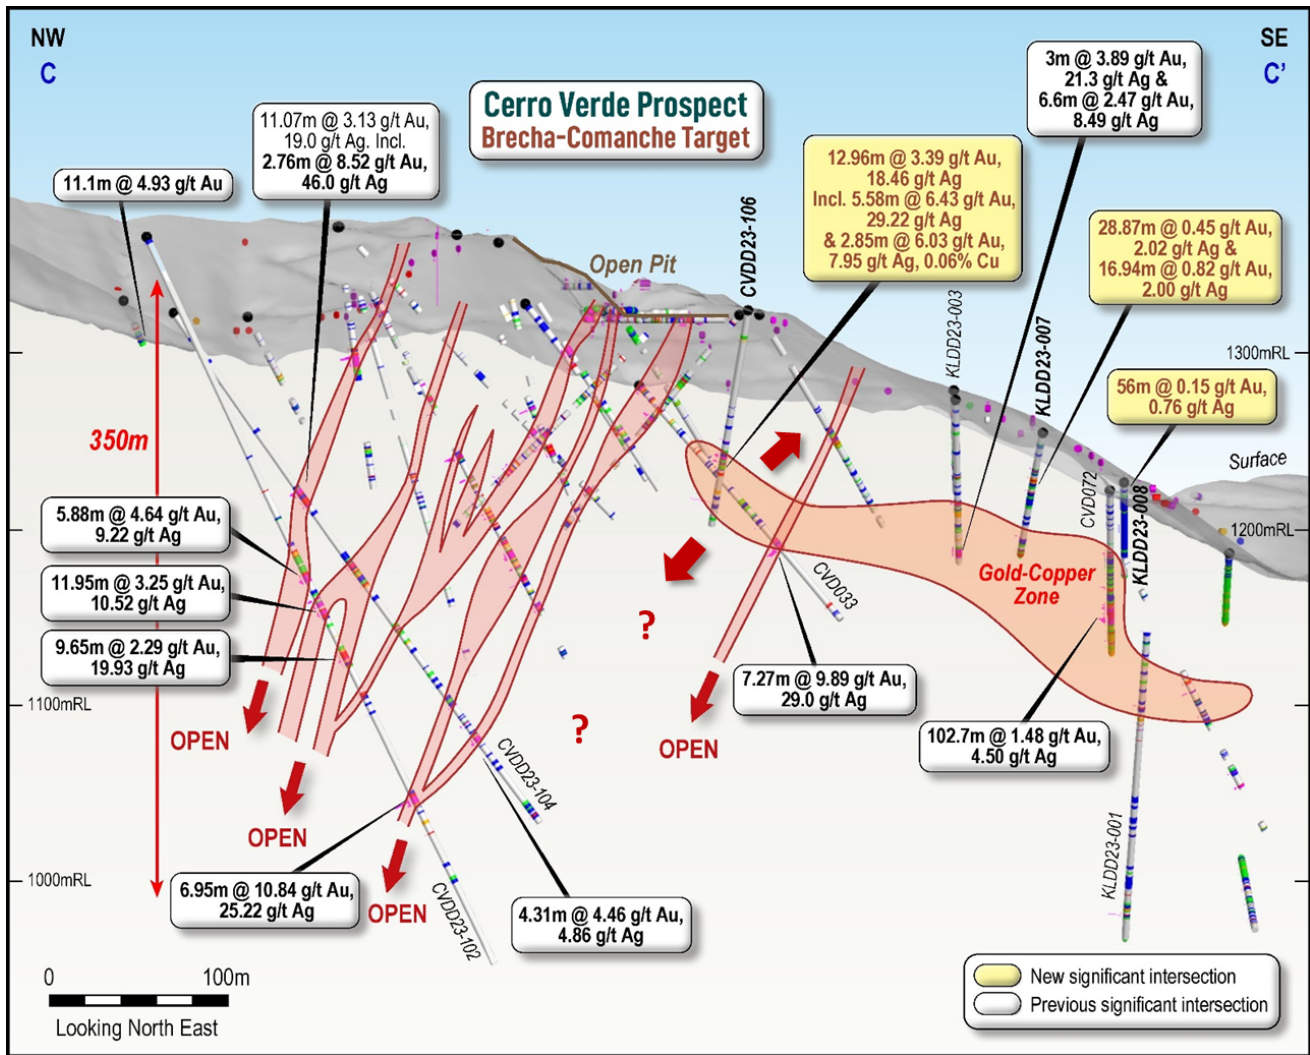 NW
C
SE
C'
Cerro Verde Prospect
Brecha-Comanche Target
3m @ 3.89 g/t Au,
21.3 g/t Ag &
6.6m @ 2.47 g/t Au,
8.49 g/t Ag
11.07m @ 3.13 g/t Au,
19.0 g/t Ag. Incl.
2.76m @ 8.52 g/t Au,
46.0 g/t Ag
11.1m @ 4.93 g/t Au
12.96m @ 3.39 g/t Au,
18.46 g/t Ag
Incl. 5.58m @ 6.43 g/t Au,
29.22 g/t Ag
& 2.85m @ 6.03 g/t Au,
7.95 g/t Ag, 0.06% Cu
28.87m @ 0.45 g/t Au,
2.02 g/t Ag &
16.94m @ 0.82 g/t Au,
2.00 g/t Ag
Open Pit
CVDD23-106
KLDD23-003
KLDD23-007
1300mRL
56m @ 0.15 g/t Au,
0.76 g/t Ag
350m
Surface
CVD072
KLDD23-008
1200mRL
5.88m @ 4.64 g/t Au,
9.22 g/t Ag
11.95m @ 3.25 g/t Au,
10.52 g/t Ag
9.65m @ 2.29 g/t Au,
19.93 g/t Ag
CVD033
Gold-Copper
Zone
?
?
7.27m @ 9.89 g/t Au,
29.0 g/t Ag
1100mRL
OPEN
OPEN
102.7m @ 1.48 g/t Au,
4.50 g/t Ag
CVDD23-104
OPEN
KLDD23-001
1000mRL
6.95m @ 10.84 g/t Au,
25.22 g/t Ag
OPEN
CVDD23-102
4.31m @ 4.46 g/t Au,
4.86 g/t Ag
0
100m
Looking North East
New significant intersection
Previous significant intersection